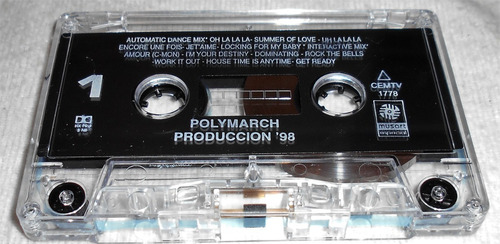 AUTOMATIC DANCE MIX* OH LA LA LA- SUMMER OF LOVE - UH LA LA LA
ENCORE UNE FOIS- JET'AIME- LOCKING FOR MY BABY * INTERACTIVE MIX*
AMOUR (C-MON) - I'M YOUR DESTINY - DOMINATING - ROCK THE BELLS
-WORK IT OUT - HOUSE TIME IS ANYTIME- GET READY
1
CEMTV
1778
POLYMARCH
PRODUCCION '98
musart